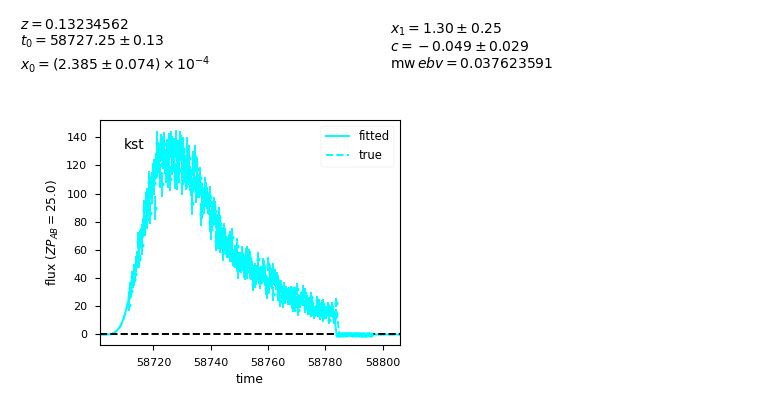 z = 0.13234562
t₀ = 58727.25 ± 0.13
x₀ = (2.385 ± 0.074) × 10⁻⁴
x₁ = 1.30 ± 0.25
c = −0.049 ± 0.029
mw ebv = 0.037623591
kst
fitted
true
flux (ZP_AB = 25.0)
140
120
100
80
60
40
20
0
58720 58740 58760 58780 58800
time